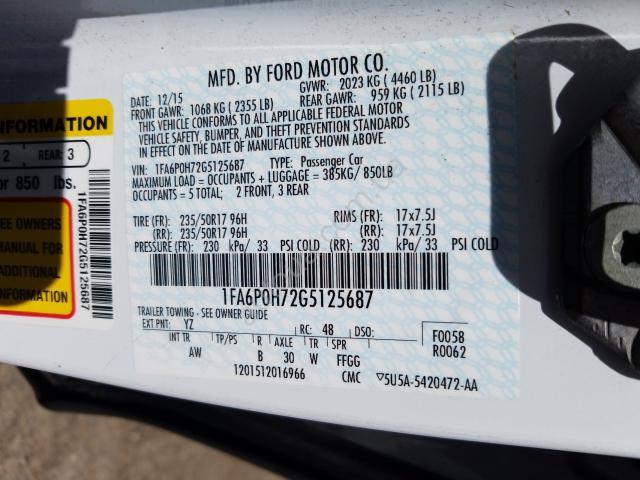 MFD. BY FORD MOTOR CO.
12/15
GVWR: 2023 KG ( 4460 LB)
FRONT GAWR: 1068 KG ( 2355 LB)
REAR GAWR: 959 KG ( 2115 LB)
THIS VEHICLE CONFORMS TO ALL APPLICABLE FEDERAL MOTOR
VEHICLE SAFETY, BUMPER, AND THEFT PREVENTION STANDARDS
IN EFFECT ON THE DATE OF MANUFACTURE SHOWN ABOVE.
VIN: 1FA6P0H72G5125687 TYPE: Passenger Car
MAXIMUM LOAD = OCCUPANTS + LUGGAGE = 385KG/ 850LB
OCCUPANTS = 5 TOTAL; 2 FRONT, 3 REAR
TIRE (FR): 235/50R17 96H RIMS (FR): 17x7.5J
(RR): 235/50R17 96H (RR): 17x7.5J
PRESSURE (FR): 230 kPa/ 33 PSI COLD (RR): 230 kPa/ 33 PSI COLD
1FA6P0H72G5125687
TRAILER TOWING - SEE OWNER GUIDE
EXT PNT: YZ RC: 48 DSO: F0058
INT TR TP/PS R AXLE TR SPR R0062
AW B 30 W FFGG
1201512016966 CMC 5U5A-5420472-AA
INFORMATION
2 REAR: 3
or 850 lbs.
SEE OWNERS
MANUAL FOR
ADDITIONAL
INFORMATION
1FA6P0H72G5125687